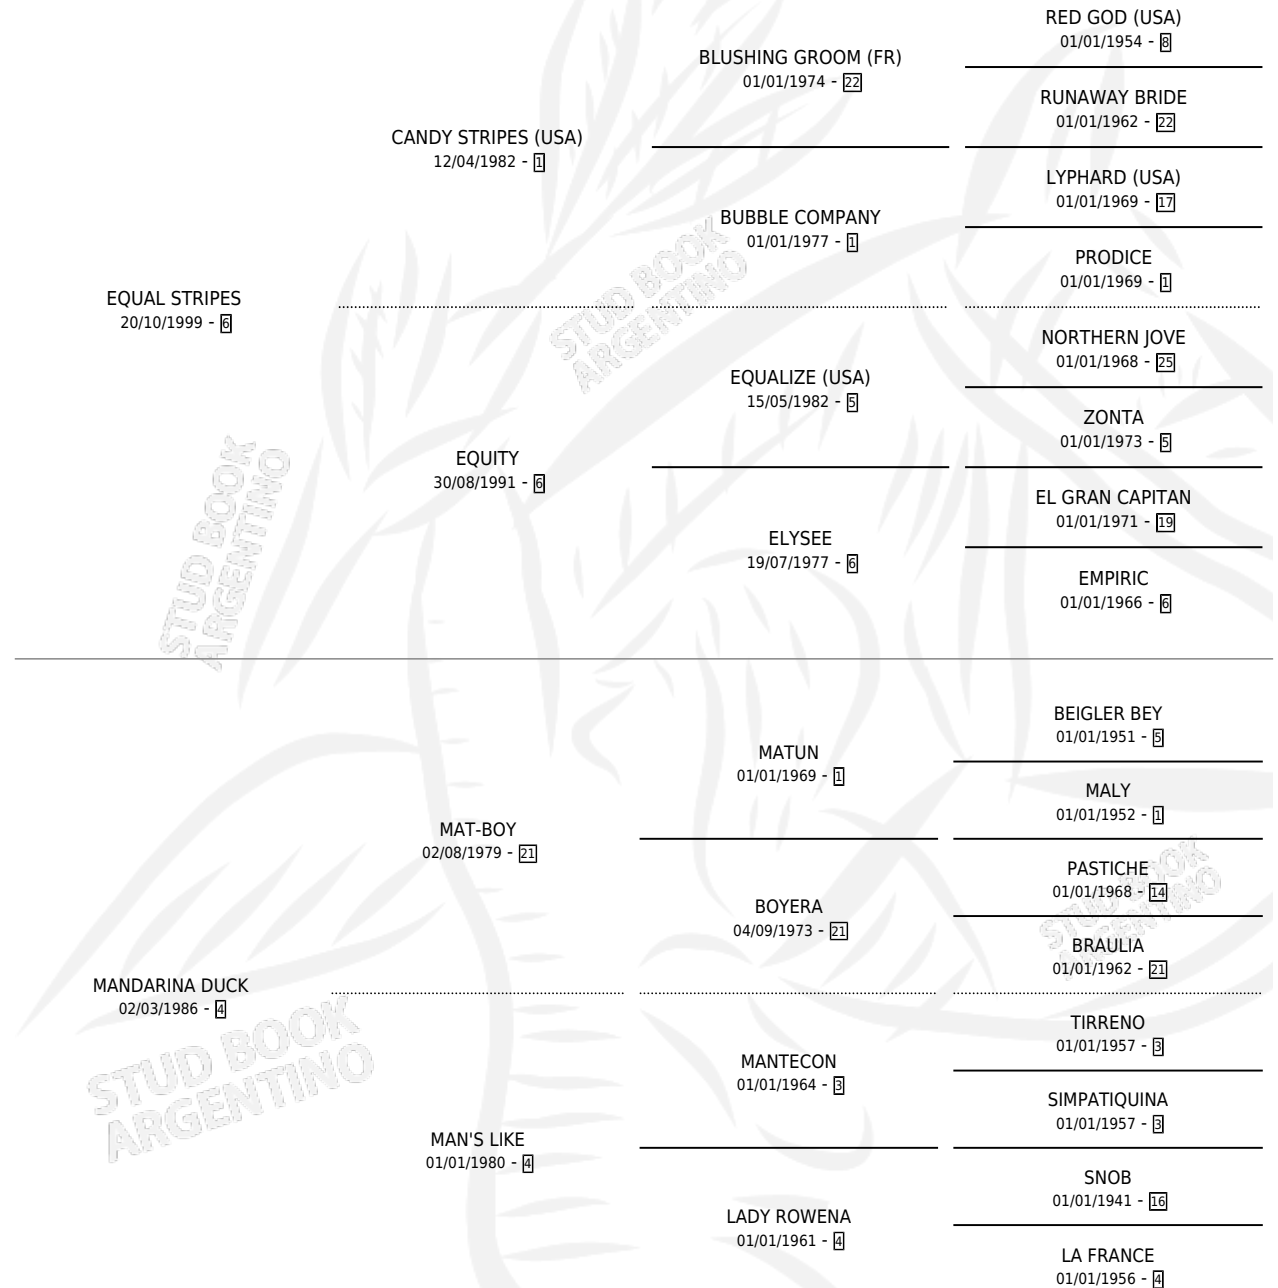 RED GOD (USA)
01/01/1954 - 8
BLUSHING GROOM (FR)
01/01/1974 - 22
RUNAWAY BRIDE
01/01/1962 - 22
CANDY STRIPES (USA)
12/04/1982 - 1
LYPHARD (USA)
01/01/1969 - 17
BUBBLE COMPANY
01/01/1977 - 1
PRODICE
01/01/1969 - 1
EQUAL STRIPES
20/10/1999 - 6
STUD BOOK
ARGENTINO
NORTHERN JOVE
01/01/1968 - 25
EQUALIZE (USA)
15/05/1982 - 5
ZONTA
01/01/1973 - 5
EQUITY
30/08/1991 - 6
EL GRAN CAPITAN
01/01/1971 - 19
ELYSEE
19/07/1977 - 6
EMPIRIC
01/01/1966 - 6
STUD BOOK
ARGENTINO
BEIGLER BEY
01/01/1951 - 5
MATUN
01/01/1969 - 1
MALY
01/01/1952 - 1
MAT-BOY
02/08/1979 - 21
PASTICHE
01/01/1968 - 14
BOYERA
04/09/1973 - 21
BRAULIA
01/01/1962 - 21
STUD BOOK
ARGENTINO
MANDARINA DUCK
02/03/1986 - 4
STUD BOOK
ARGENTINO
TIRRENO
01/01/1957 - 3
MANTECON
01/01/1964 - 3
SIMPATIQUINA
01/01/1957 - 3
MAN'S LIKE
01/01/1980 - 4
SNOB
01/01/1941 - 16
LADY ROWENA
01/01/1961 - 4
LA FRANCE
01/01/1956 - 4